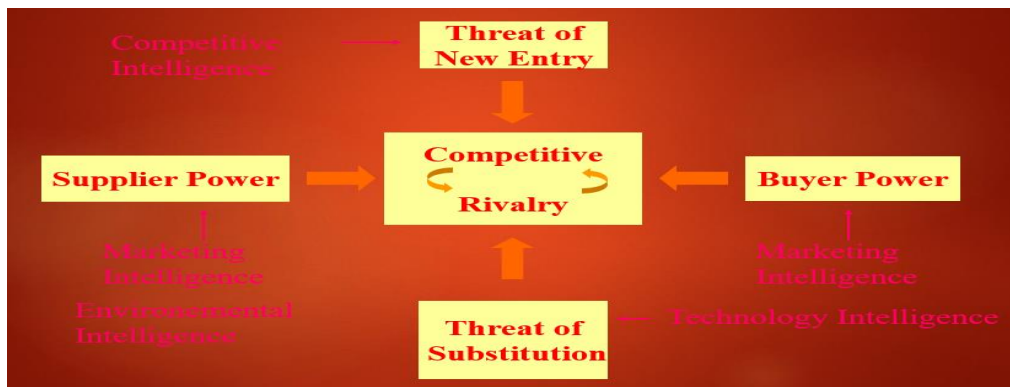 Competitive
Intelligence
Threat of
New Entry
Supplier Power
Competitive
Rivalry
Buyer Power
Marketing
Intelligence
Environemental
Intelligence
Marketing
Intelligence
Threat of
Substitution
Technology Intelligence